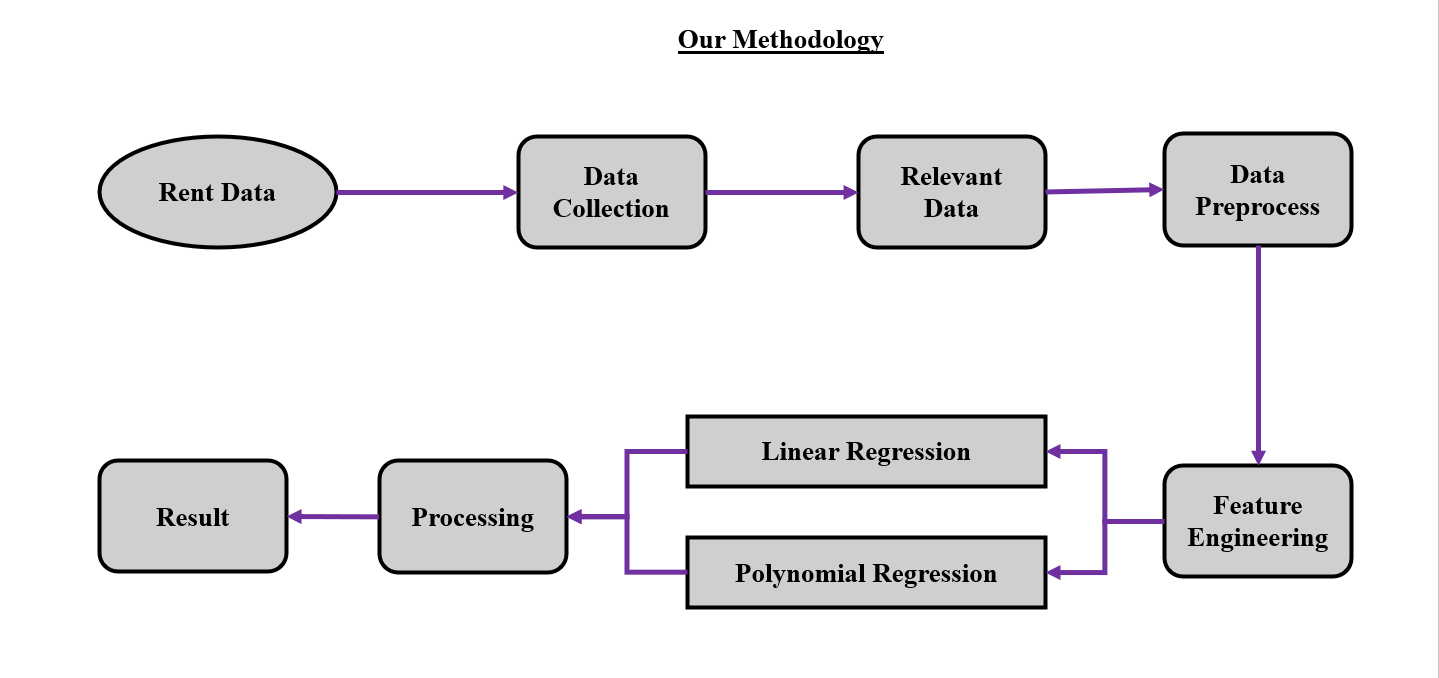 Our Methodology
Rent Data
Data
Collection
Relevant
Data
Data
Preprocess
Feature
Engineering
Linear Regression
Polynomial Regression
Processing
Result